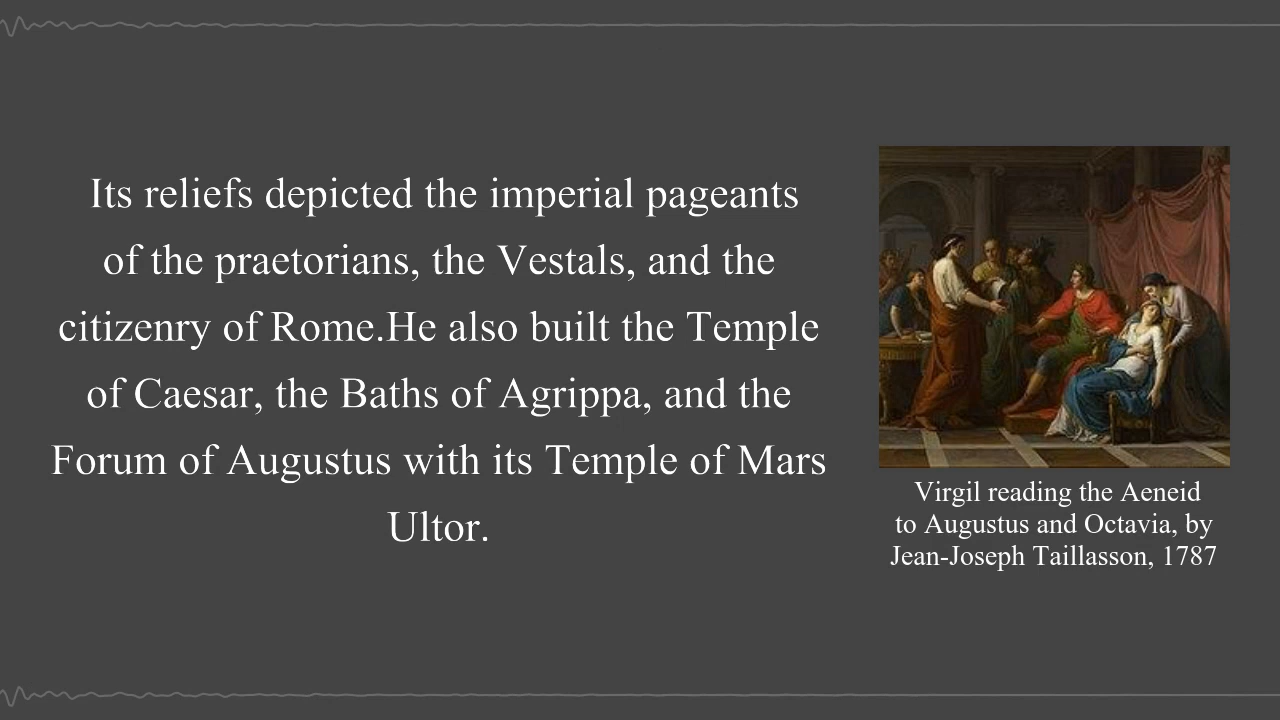 Its reliefs depicted the imperial pageants
of the praetorians, the Vestals, and the
citizenry of Rome.He also built the Temple
of Caesar, the Baths of Agrippa, and the
Forum of Augustus with its Temple of Mars
Ultor.
Virgil reading the Aeneid
to Augustus and Octavia, by
Jean-Joseph Taillasson, 1787